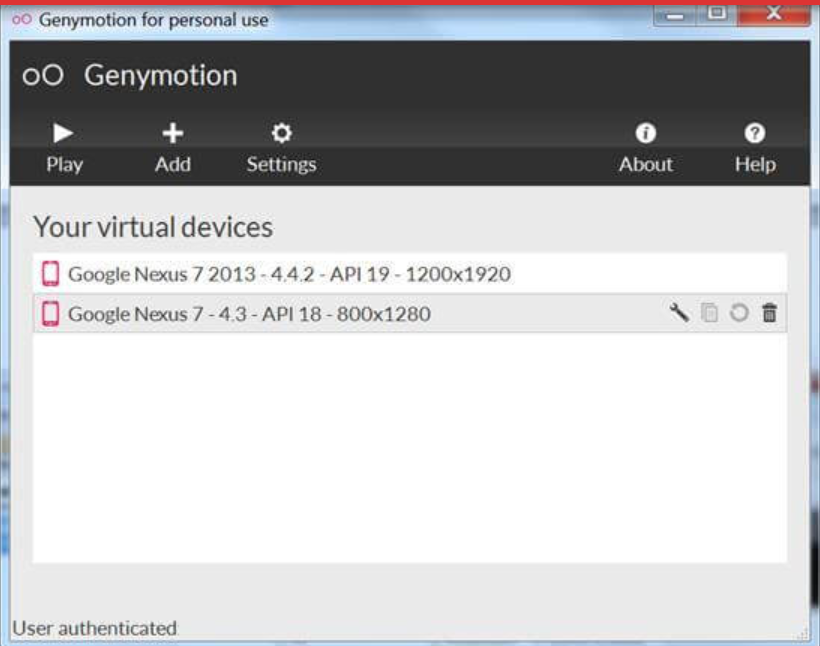 Genymotion for personal use
Genymotion
Play Add Settings About Help
Your virtual devices
Google Nexus 7 2013 - 4.4.2 - API 19 - 1200x1920
Google Nexus 7 - 4.3 - API 18 - 800x1280
User authenticated